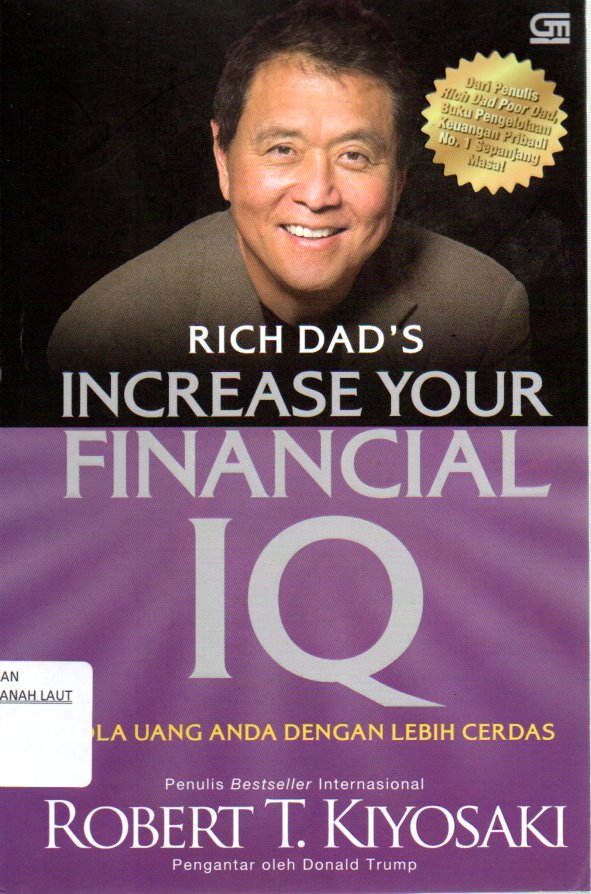 GM
Dari Penulis
Rich Dad Poor Dad,
Buku Pengelolaan
Keuangan Pribadi
No. 1 Sepanjang
Masa!
RICH DAD'S
INCREASE YOUR
FINANCIAL
IQ
AN
ANAH LAUT
OLA UANG ANDA DENGAN LEBIH CERDAS
Penulis Bestseller Internasional
ROBERT T. KIYOSAKI
Pengantar oleh Donald Trump